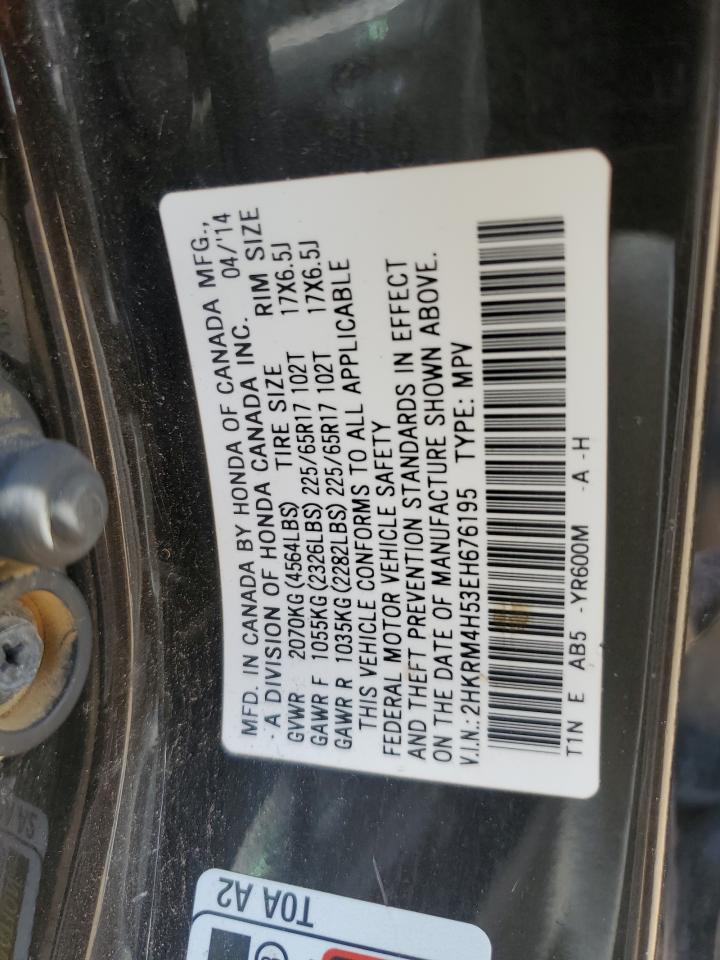 MFD. IN CANADA BY HONDA OF CANADA MFG.,
-A DIVISION OF HONDA CANADA INC. 04/'14
GVWR 2070KG (4564LBS) TIRE SIZE RIM SIZE
GAWR F 1055KG (2326LBS) 225/65R17 102T 17X6.5J
GAWR R 1035KG (2282LBS) 225/65R17 102T 17X6.5J
THIS VEHICLE CONFORMS TO ALL APPLICABLE
FEDERAL MOTOR VEHICLE SAFETY
AND THEFT PREVENTION STANDARDS IN EFFECT
ON THE DATE OF MANUFACTURE SHOWN ABOVE.
V.I.N.: 2HKRM4H53EH676195 TYPE: MPV
T1N E AB5 -YR600M -A -H
T0A A2